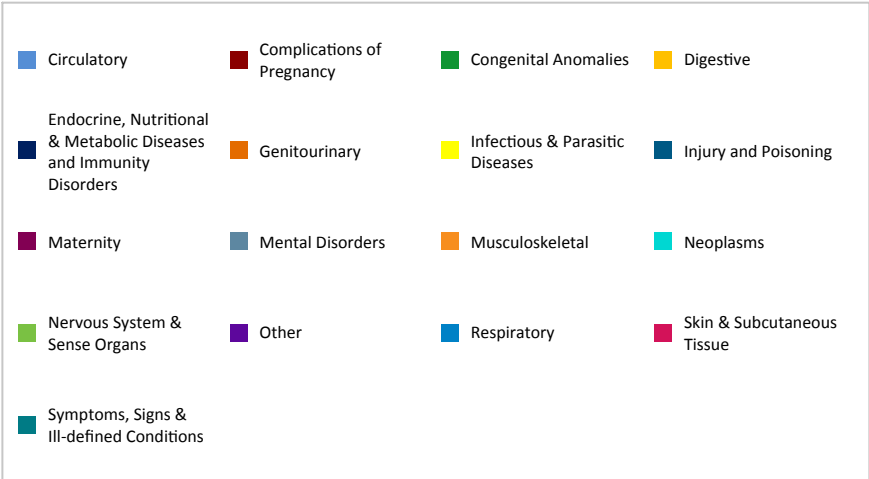 Circulatory
Complications of
Pregnancy
Congenital Anomalies
Digestive
Endocrine, Nutritional
& Metabolic Diseases
and Immunity
Disorders
Genitourinary
Infectious & Parasitic
Diseases
Injury and Poisoning
Maternity
Mental Disorders
Musculoskeletal
Neoplasms
Nervous System &
Sense Organs
Other
Respiratory
Skin & Subcutaneous
Tissue
Symptoms, Signs &
Ill-defined Conditions